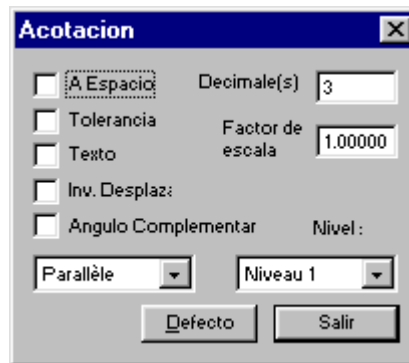 Acotacion
A Espacio
Decimale(s) 3
Tolerancia
Factor de
escala 1.00000
Texto
Inv. Desplaza
Angulo Complementar
Nivel :
Parallèle
Niveau 1
Defecto
Salir